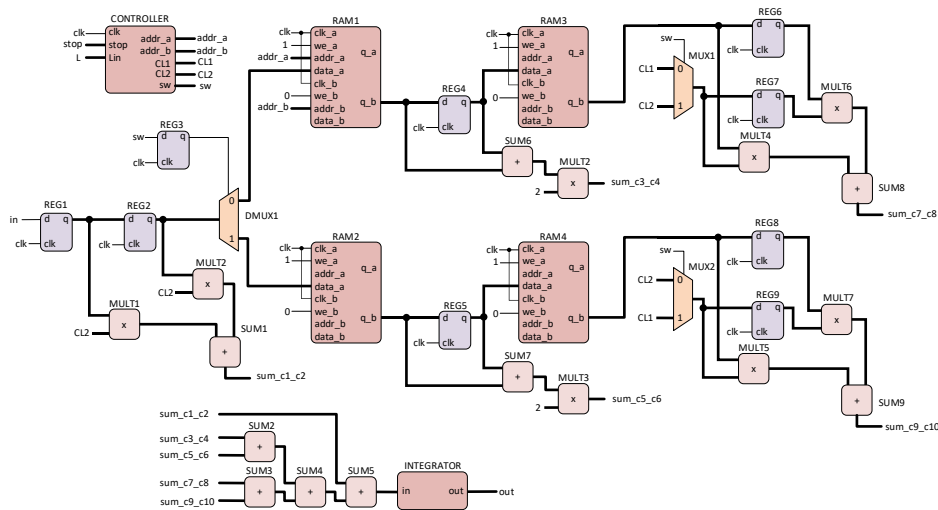 CONTROLLER
clk clk addr_a addr_a
stop stop addr_b addr_b
L Lin CL1 CL1
CL2 CL2
sw sw
RAM1
clk clk_a
1 we_a
addr_a addr_a q_a
data_a
clk_b
0 we_b
addr_b addr_b q_b
data_b
REG4
d q
clk clk
SUM6
+
MULT2
x
2
sum_c3_c4
RAM3
clk clk_a
1 we_a
addr_a q_a
data_a
clk_b
0 we_b
addr_b q_b
data_b
REG6
d q
clk clk
sw
MUX1
CL1 0
CL2 1
REG7
d q
clk clk
MULT6
x
MULT4
x
+
SUM8
sum_c7_c8
REG3
sw d q
clk clk
REG1
in d q
clk clk
REG2
d q
clk clk
0
DMUX1
1
MULT2
x
CL2
MULT1
x
CL2
SUM1
+
sum_c1_c2
RAM2
clk clk_a
1 we_a
addr_a q_a
data_a
clk_b
0 we_b
addr_b q_b
data_b
REG5
d q
clk clk
SUM7
+
MULT3
x
2
sum_c5_c6
RAM4
clk clk_a
1 we_a
addr_a q_a
data_a
clk_b
0 we_b
addr_b q_b
data_b
REG8
d q
clk clk
sw
MUX2
CL2 0
CL1 1
REG9
d q
clk clk
MULT7
x
MULT5
x
+
SUM9
sum_c9_c10
sum_c1_c2
sum_c3_c4
SUM2
+
sum_c5_c6
sum_c7_c8
SUM3
+
sum_c9_c10
SUM4
+
SUM5
+
INTEGRATOR
in out out